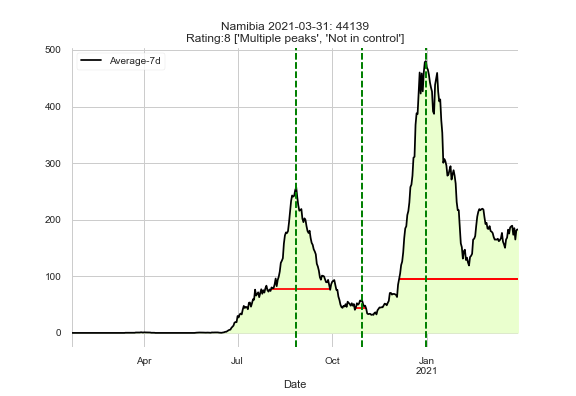 Namibia 2021-03-31: 44139
Rating:8 ['Multiple peaks', 'Not in control']
Average-7d
500
400
300
200
100
0
Apr
Jul
Oct
Jan
2021
Date